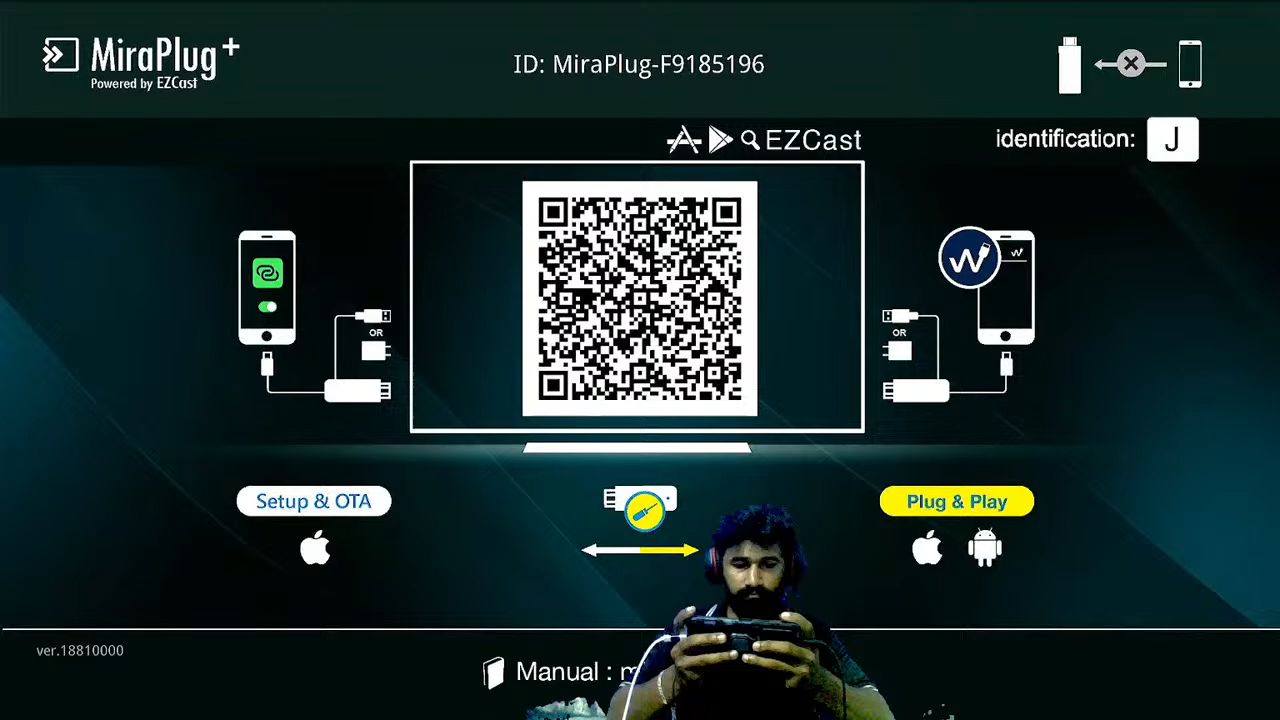 MiraPlug+
Powered by EZCast
ID: MiraPlug-F9185196
EZCast
identification: J
OR
OR
Setup & OTA
Plug & Play
ver.18810000
Manual :